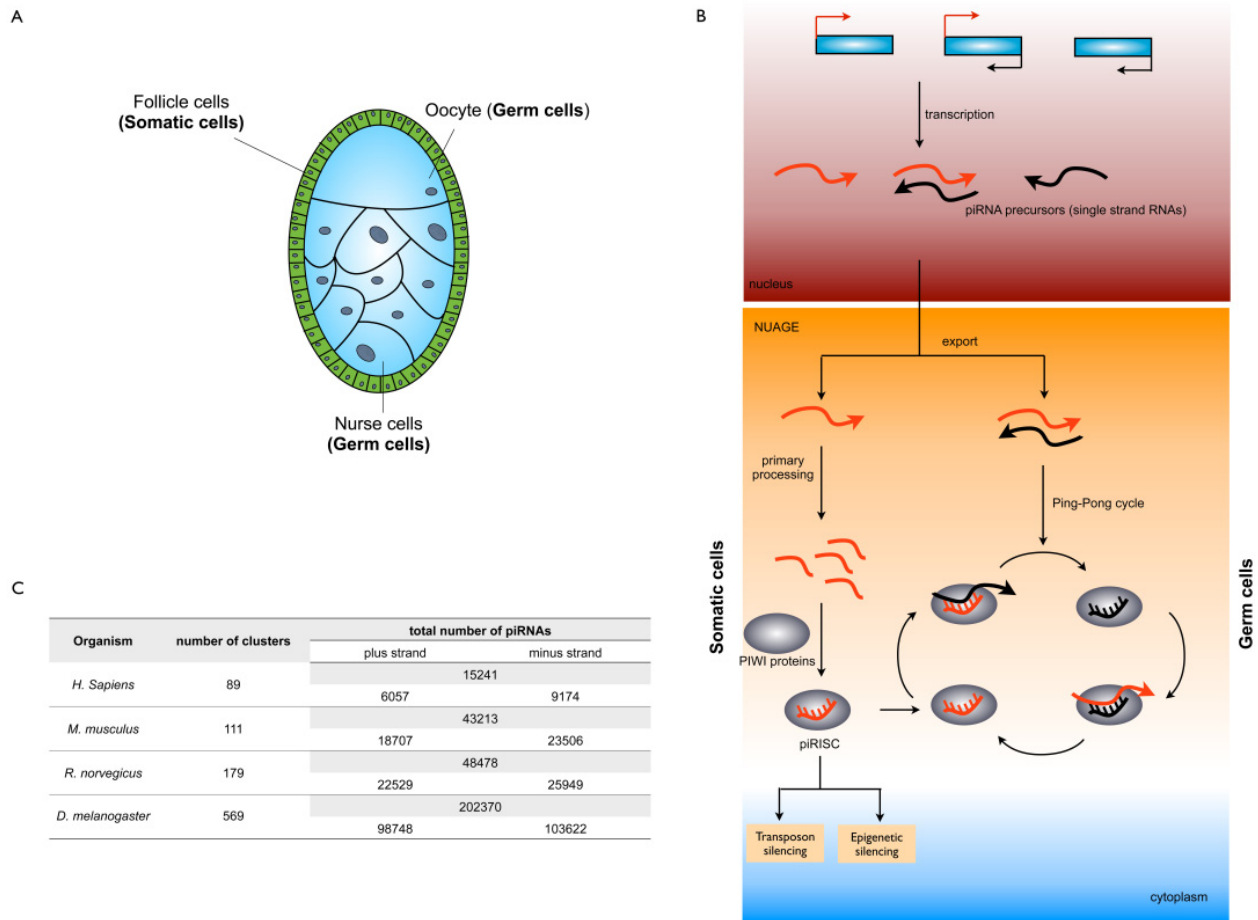 A
Follicle cells
(Somatic cells)
Oocyte (Germ cells)
Nurse cells
(Germ cells)
B
transcription
piRNA precursors (single strand RNAs)
nucleus
NUAGE
export
primary
processing
Ping-Pong cycle
Somatic cells
Germ cells
PIWI proteins
piRISC
Transposon
silencing
Epigenetic
silencing
cytoplasm
C
Organism number of clusters total number of piRNAs
plus strand minus strand
H. Sapiens 89 15241
6057 9174
M. musculus 111 43213
18707 23506
R. norvegicus 179 48478
22529 25949
D. melanogaster 569 202370
98748 103622